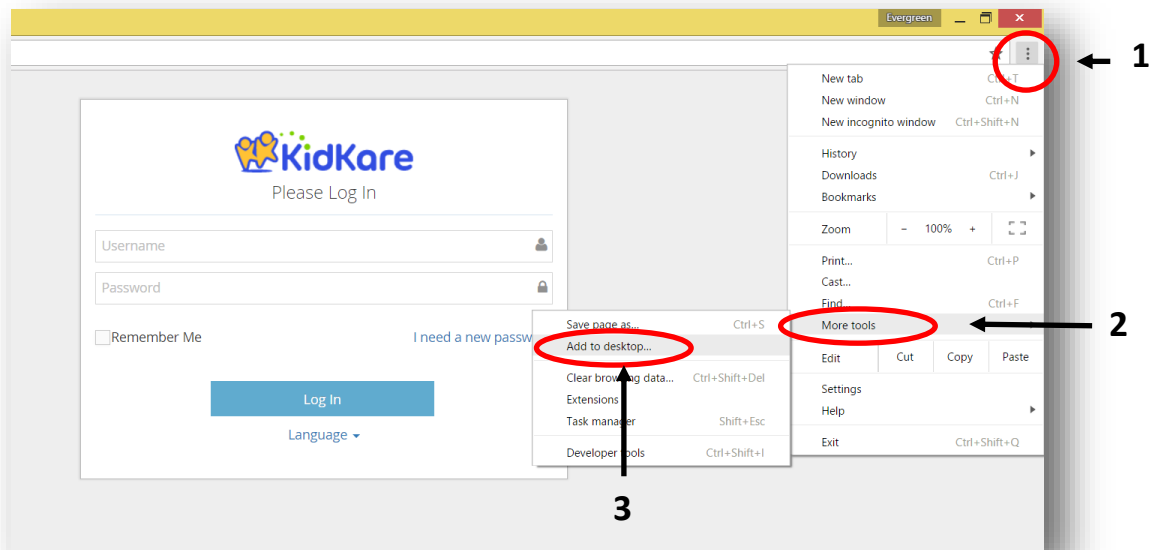 Evergreen
1
New tab Ctrl+T
New window Ctrl+N
New incognito window Ctrl+Shift+N
History
Downloads Ctrl+J
Bookmarks
Zoom - 100% +
Print... Ctrl+P
Cast...
Find... Ctrl+F
More tools
2
Edit Cut Copy Paste
Settings
Help
Exit Ctrl+Shift+Q
KidKare
Please Log In
Username
Password
Remember Me I need a new passw
Log In
Language
Save page as... Ctrl+S
Add to desktop...
Clear browsing data... Ctrl+Shift+Del
Extensions
Task manager Shift+Esc
Developer tools Ctrl+Shift+I
3